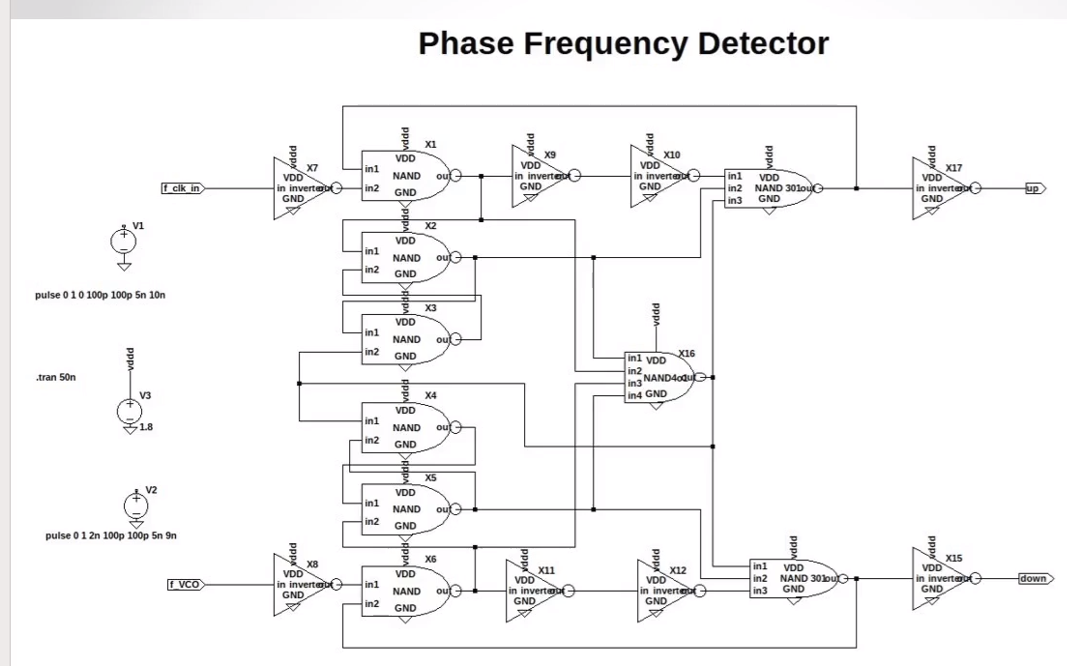 Phase Frequency Detector
f_clk_in
vddd
X7
VDD
in inverter out
GND
vddd
X1
VDD
in1
NAND
out
in2
GND
vddd
X9
VDD
in inverter out
GND
vddd
X10
VDD
in inverter out
GND
vddd
VDD
in1
in2
NAND 301 out
in3
GND
vddd
X17
VDD
in inverter out
GND
up
V1
pulse 0 1 0 100p 100p 5n 10n
vddd
X2
VDD
in1
NAND
out
in2
GND
vddd
X3
VDD
in1
NAND
out
in2
GND
vddd
X16
in1
VDD
in2
in3
out
in4
GND
.tran 50n
vddd
V3
1.8
vddd
X4
VDD
in1
NAND
out
in2
GND
vddd
X5
VDD
in1
NAND
out
in2
GND
V2
pulse 0 1 2n 100p 100p 5n 9n
f_VCO
vddd
X8
VDD
in inverter out
GND
vddd
X6
VDD
in1
NAND
out
in2
GND
vddd
X11
VDD
in inverter out
GND
vddd
X12
VDD
in inverter out
GND
vddd
VDD
in1
in2
NAND 301 out
in3
GND
vddd
X15
VDD
in inverter out
GND
down